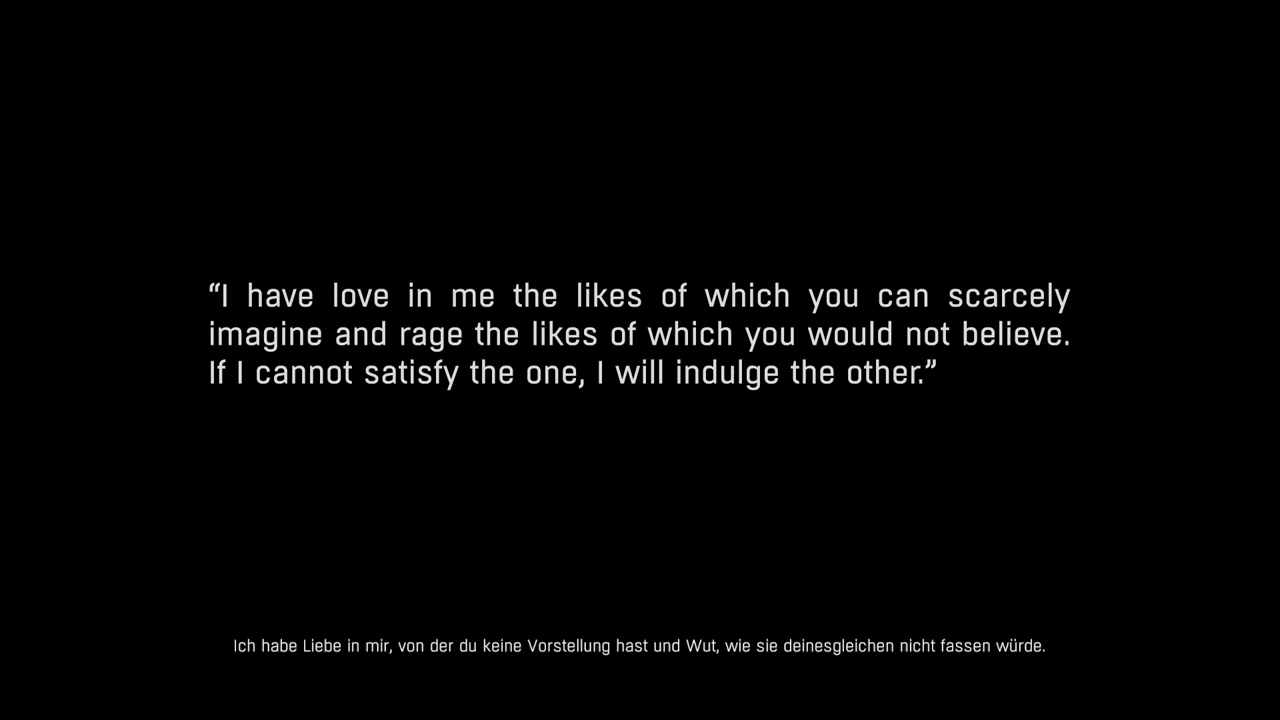 “I have love in me the likes of which you can scarcely
imagine and rage the likes of which you would not believe.
If I cannot satisfy the one, I will indulge the other.”
Ich habe Liebe in mir, von der du keine Vorstellung hast und Wut, wie sie deinesgleichen nicht fassen würde.